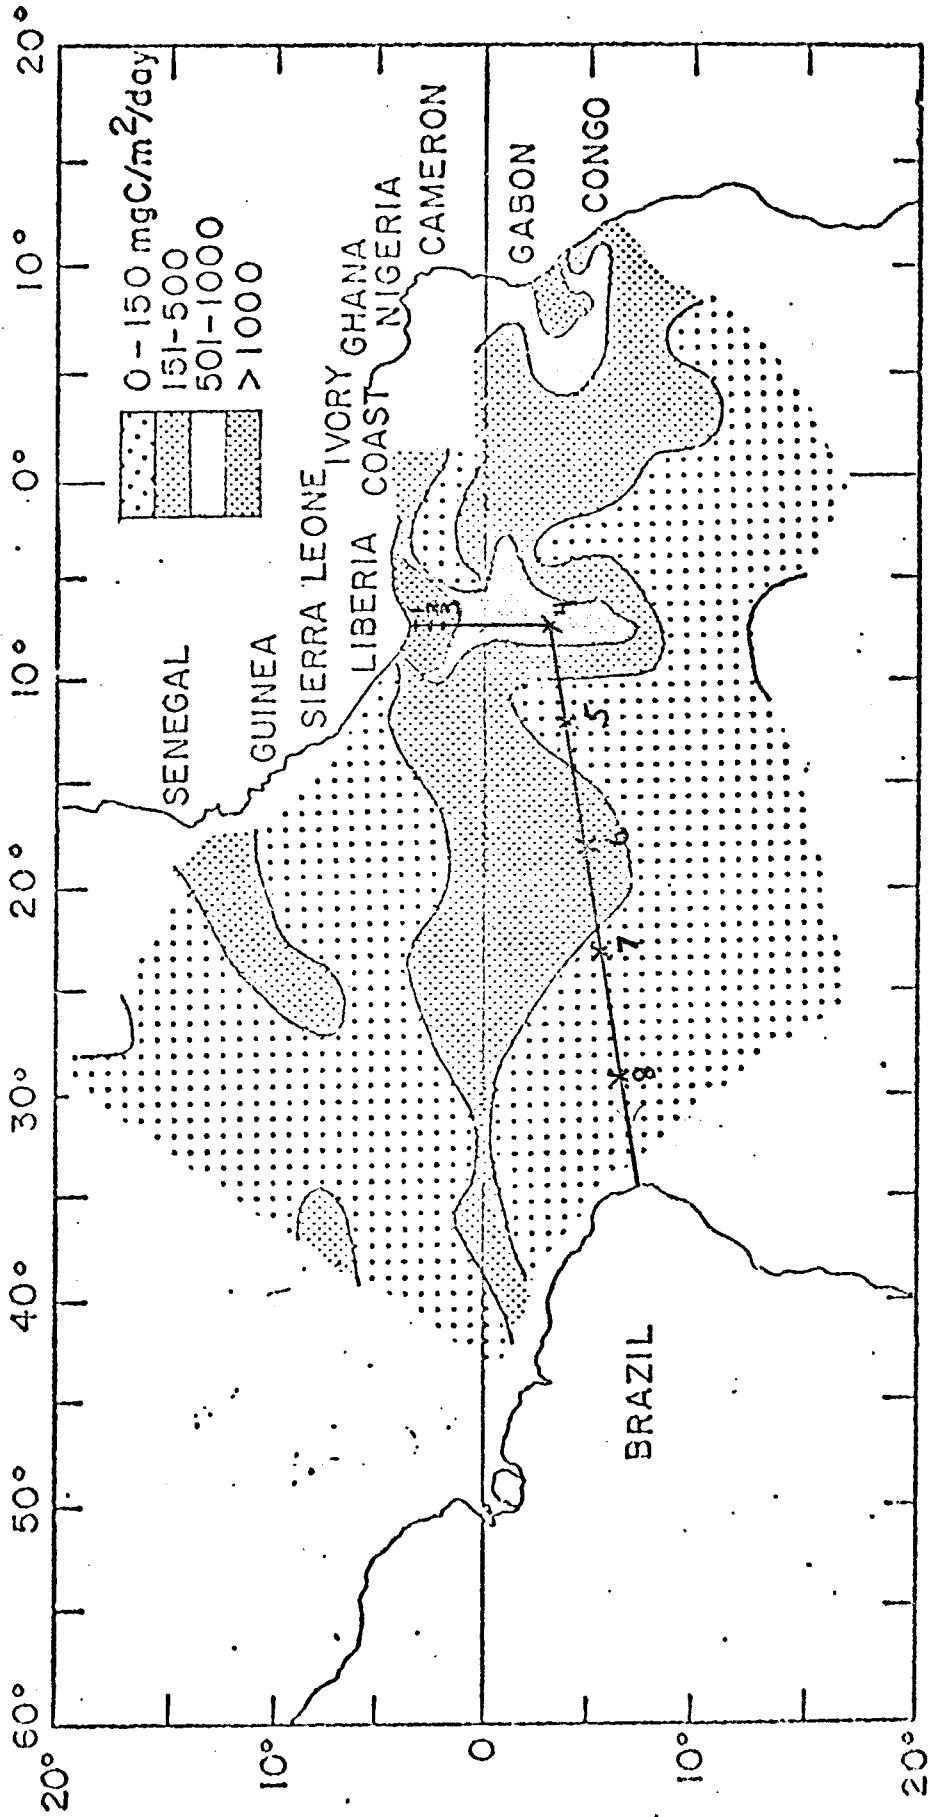 60° 50° 40° 30° 20° 10° 0° 10° 20°
20°
10°
0
10°
20°
0-150 mgC/m²/day
151-500
501-1000
>1000
SENEGAL
GUINEA
SIERRA LEONE
LIBERIA
IVORY
COAST
GHANA
NIGERIA
CAMERON
GABON
CONGO
BRAZIL
1
2
3
4
5
6
7
8